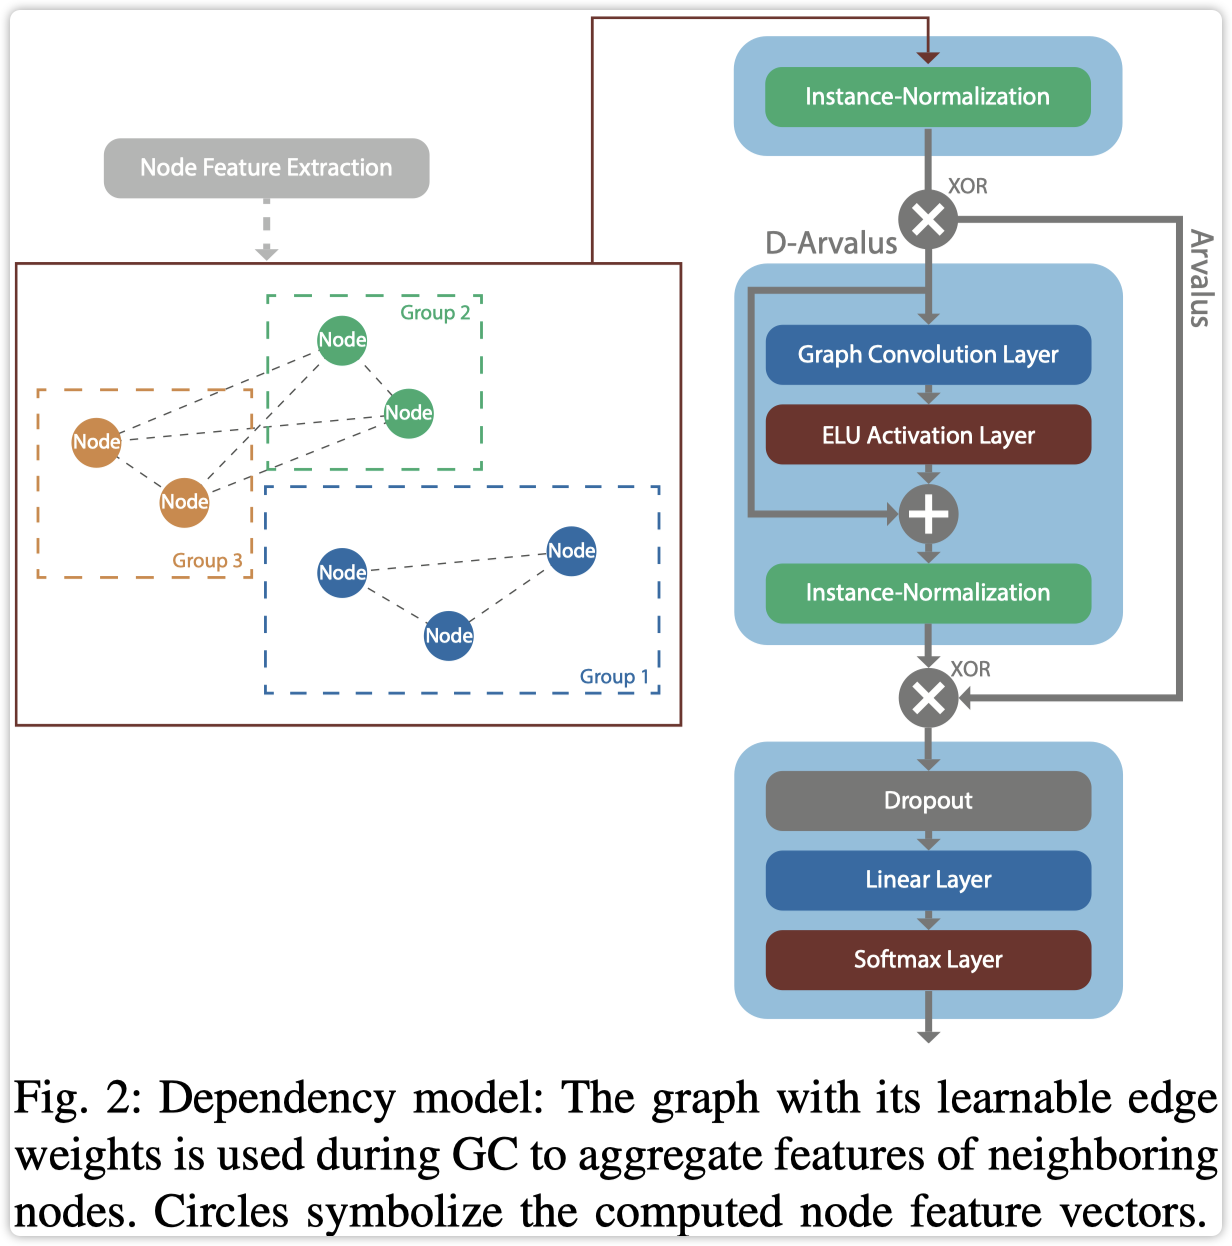 Instance-Normalization
Node Feature Extraction
XOR
D-Arvalus
Arvalus
Group 2
Node
Node
Node
Node
Group 3
Node
Node
Node
Group 1
Graph Convolution Layer
ELU Activation Layer
Instance-Normalization
XOR
Dropout
Linear Layer
Softmax Layer
Fig. 2: Dependency model: The graph with its learnable edge
weights is used during GC to aggregate features of neighboring
nodes. Circles symbolize the computed node feature vectors.